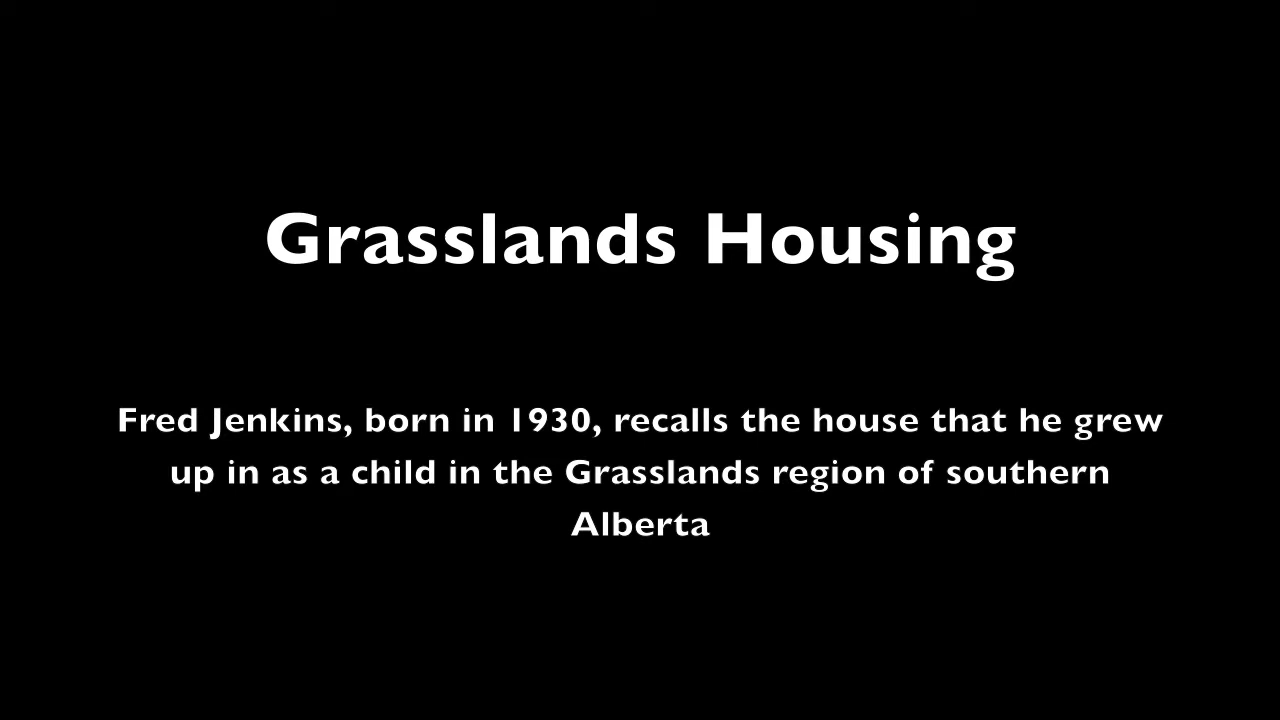 Grasslands Housing
Fred Jenkins, born in 1930, recalls the house that he grew
up in as a child in the Grasslands region of southern
Alberta